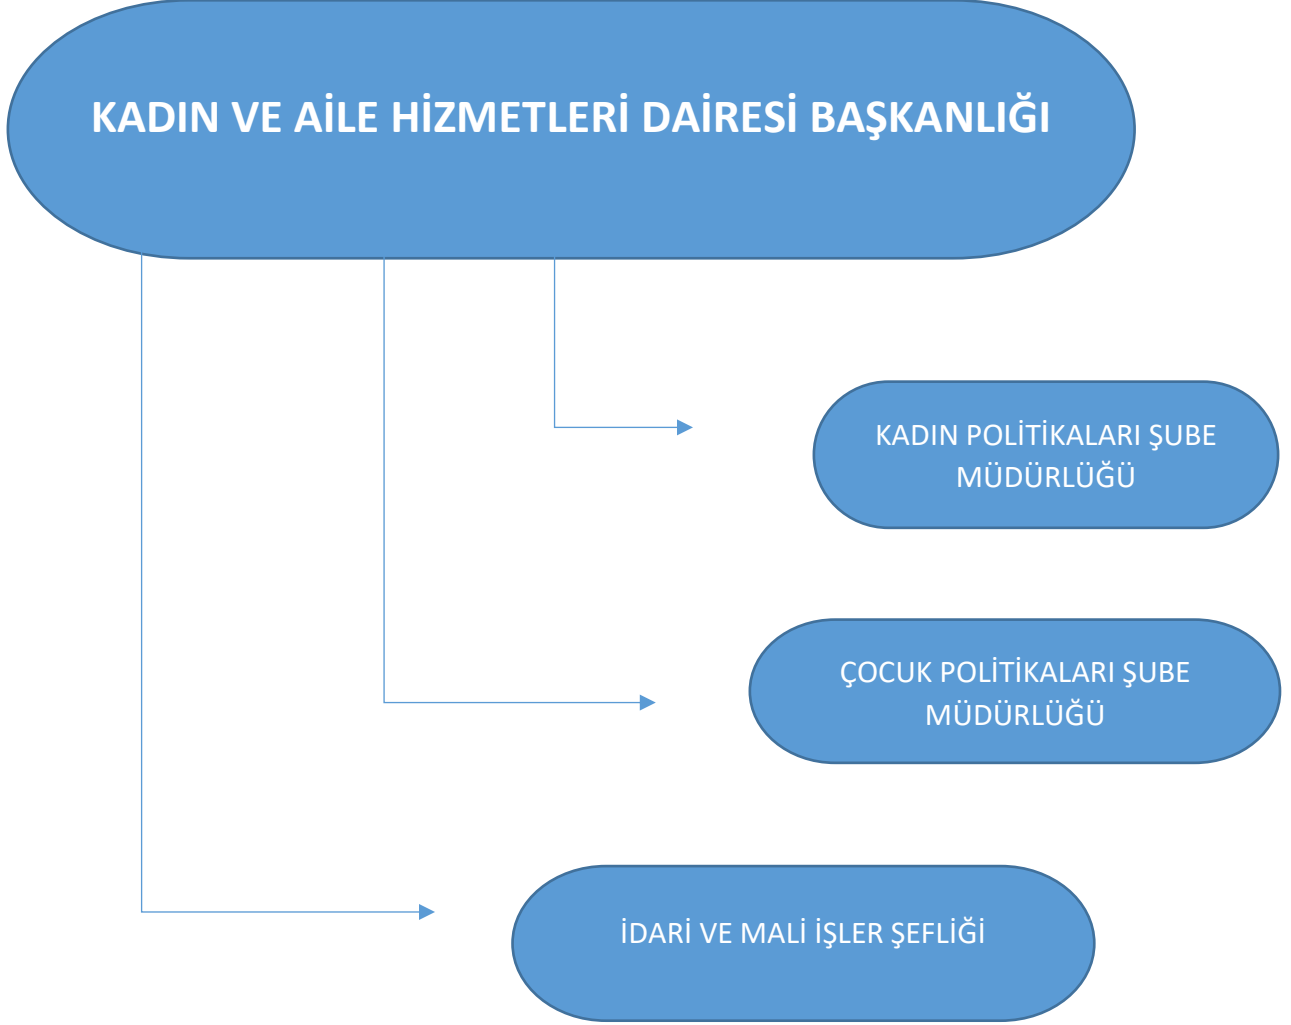 KADIN VE AİLE HİZMETLERİ DAİRESİ BAŞKANLIĞI
KADIN POLİTİKALARI ŞUBE
MÜDÜRLÜĞÜ
ÇOCUK POLİTİKALARI ŞUBE
MÜDÜRLÜĞÜ
İDARİ VE MALİ İŞLER ŞEFLİĞİ